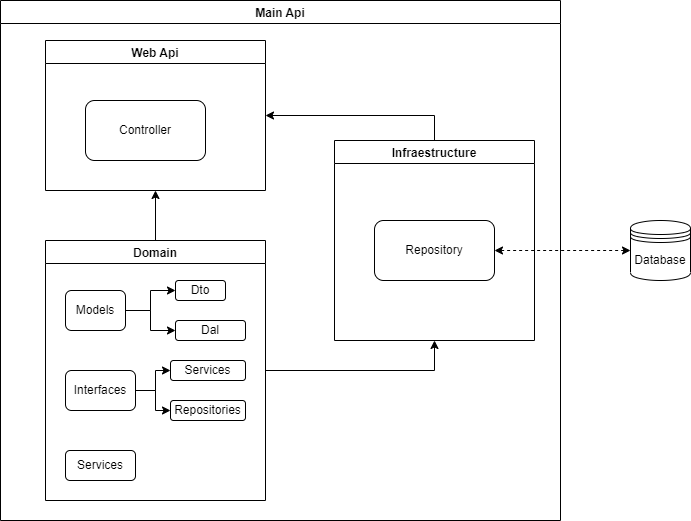 Main Api
Web Api
Controller
Infraestructure
Repository
Database
Domain
Models
Dto
Dal
Interfaces
Services
Repositories
Services